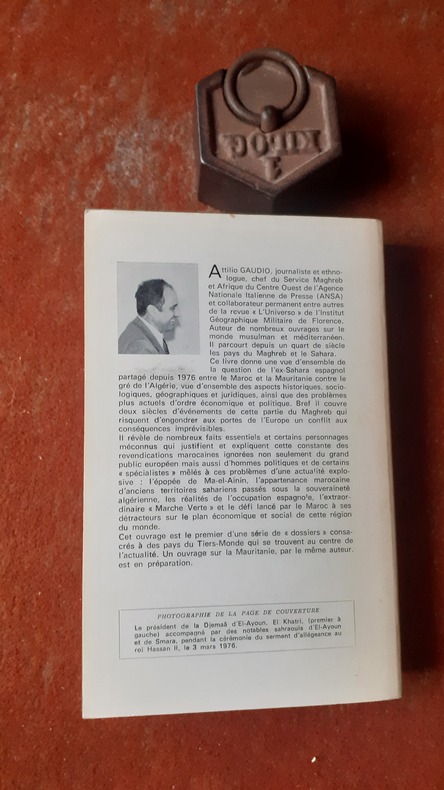 KILOG
1
Attilio GAUDIO, journaliste et ethno-
logue, chef du Service Maghreb
et Afrique du Centre Ouest de l'Agence
Nationale Italienne de Presse (ANSA)
et collaborateur permanent entre autres
de la revue « L'Universo » de l'Institut
Géographique Militaire de Florence.
Auteur de nombreux ouvrages sur le
monde musulman et méditerranéen.
Il parcourt depuis un quart de siècle
les pays du Maghreb et le Sahara.
Ce livre donne une vue d'ensemble de
la question de l'ex-Sahara espagnol
partagé depuis 1976 entre le Maroc et la Mauritanie contre le
gré de l'Algérie, vue d'ensemble des aspects historiques, socio-
logiques, géographiques et juridiques, ainsi que des problèmes
plus actuels d'ordre économique et politique. Bref il couvre
deux siècles d'événements de cette partie du Maghreb qui
risquent d'engendrer aux portes de l'Europe un conflit aux
conséquences imprévisibles.
Il révèle de nombreux faits essentiels et certains personnages
méconnus qui justifient et expliquent cette constante des
revendications marocaines ignorées non seulement du grand
public européen mais aussi d'hommes politiques et de certains
« spécialistes » mêlés à ces problèmes d'une actualité explo-
sive : l'épopée de Ma-el-Ainin, l'appartenance marocaine
d'anciens territoires sahariens passés sous la souveraineté
algérienne, les réalités de l'occupation espagnole, l'extraor-
dinaire « Marche Verte » et le défi lancé par le Maroc à ses
détracteurs sur le plan économique et social de cette région
du monde.
Cet ouvrage est le premier d'une série de « dossiers » consa-
crés à des pays du Tiers-Monde qui se trouvent au centre de
l'actualité. Un ouvrage sur la Mauritanie, par le même auteur,
est en préparation.
PHOTOGRAPHIE DE LA PAGE DE COUVERTURE
Le président de la Djemaâ d'El-Ayoun, El Khatri, (premier à
gauche) accompagné par des notables sahraouis d'El-Ayoun
et de Smara, pendant la cérémonie du serment d'allégeance au
roi Hassan II, le 3 mars 1976.